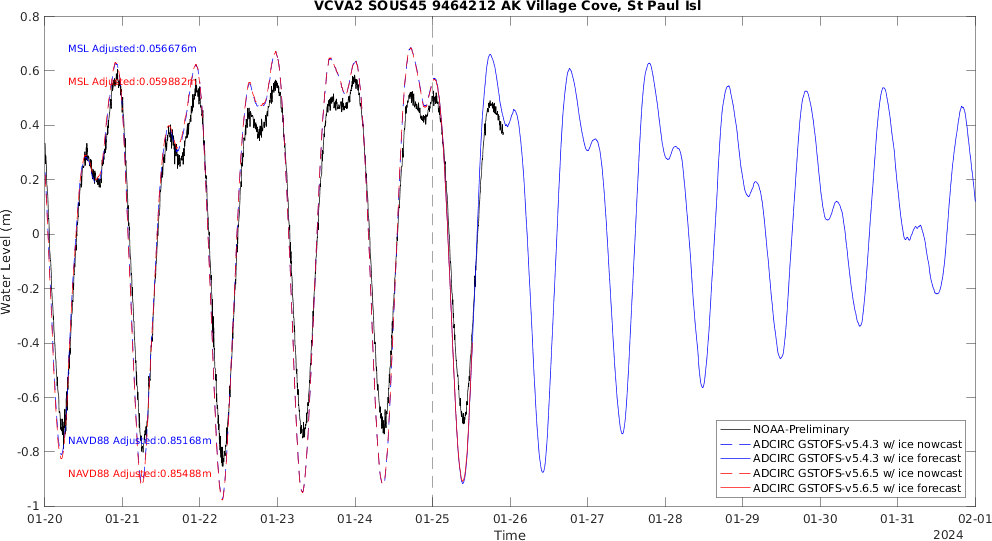 VCVA2 SOUS45 9464212 AK Village Cove, St Paul Isl
0.8
0.6
0.4
0.2
0
-0.2
-0.4
-0.6
-0.8
-1
Water Level (m)
MSL Adjusted:0.056676m
MSL Adjusted:0.059882m
NAVD88 Adjusted:0.85168m
NAVD88 Adjusted:0.85488m
NOAA-Preliminary
ADCIRC GSTOFS-v5.4.3 w/ ice nowcast
ADCIRC GSTOFS-v5.4.3 w/ ice forecast
ADCIRC GSTOFS-v5.6.5 w/ ice nowcast
ADCIRC GSTOFS-v5.6.5 w/ ice forecast
01-20 01-21 01-22 01-23 01-24 01-25 01-26 01-27 01-28 01-29 01-30 01-31 02-01
Time
2024